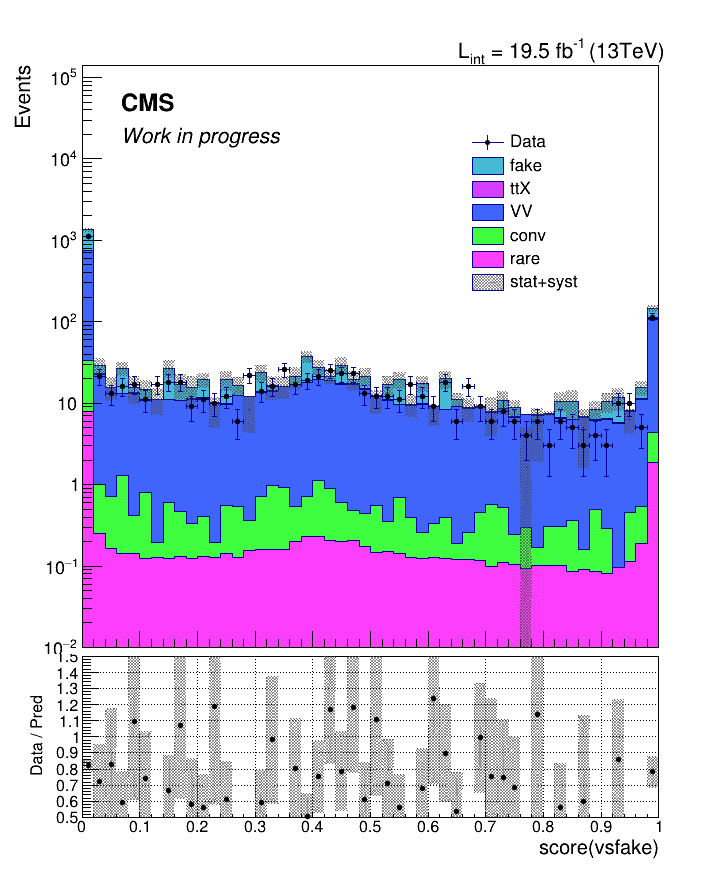 L_int = 19.5 fb^-1 (13TeV)
Events
10^5
10^4
10^3
10^2
10
1
10^-1
10^-2
CMS
Work in progress
Data
fake
ttX
VV
conv
rare
stat+syst
Data / Pred
1.5
1.4
1.3
1.2
1.1
1
0.9
0.8
0.7
0.6
0.5
0 0.1 0.2 0.3 0.4 0.5 0.6 0.7 0.8 0.9 1
score(vsfake)